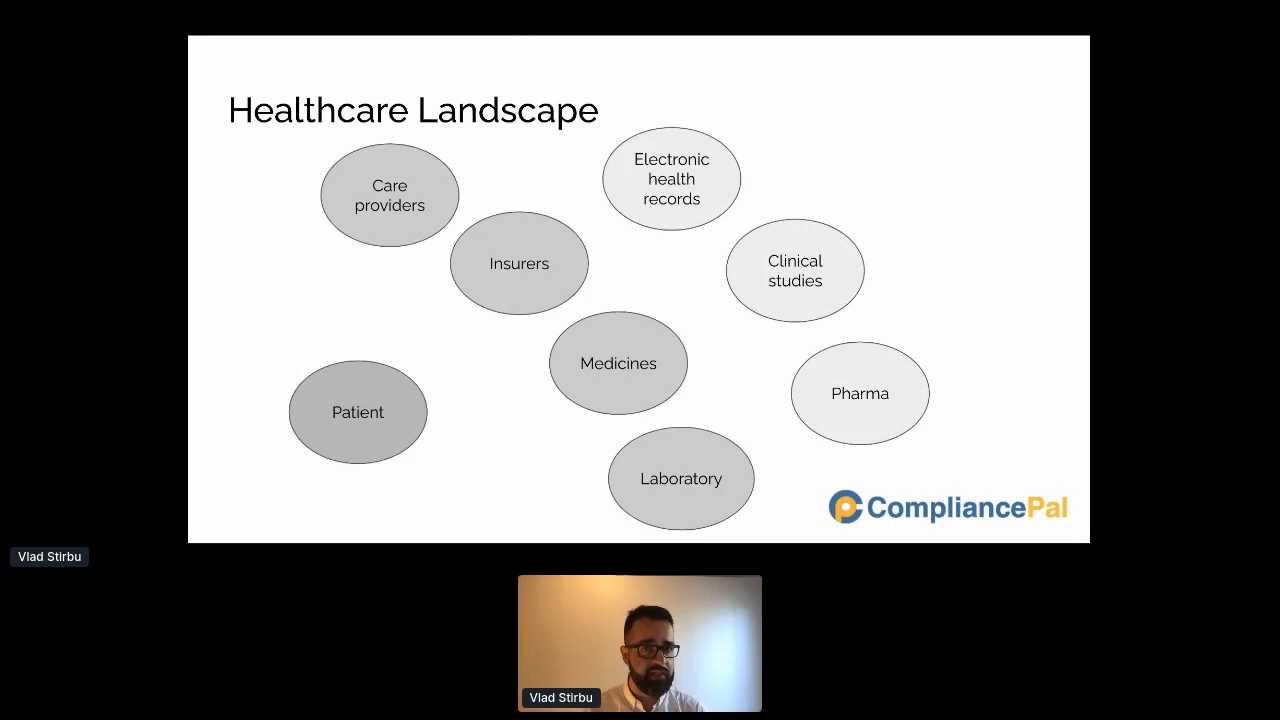 Healthcare Landscape
Care
providers
Electronic
health
records
Insurers
Clinical
studies
Medicines
Pharma
Patient
Laboratory
CompliancePal
Vlad Stirbu
Vlad Stirbu